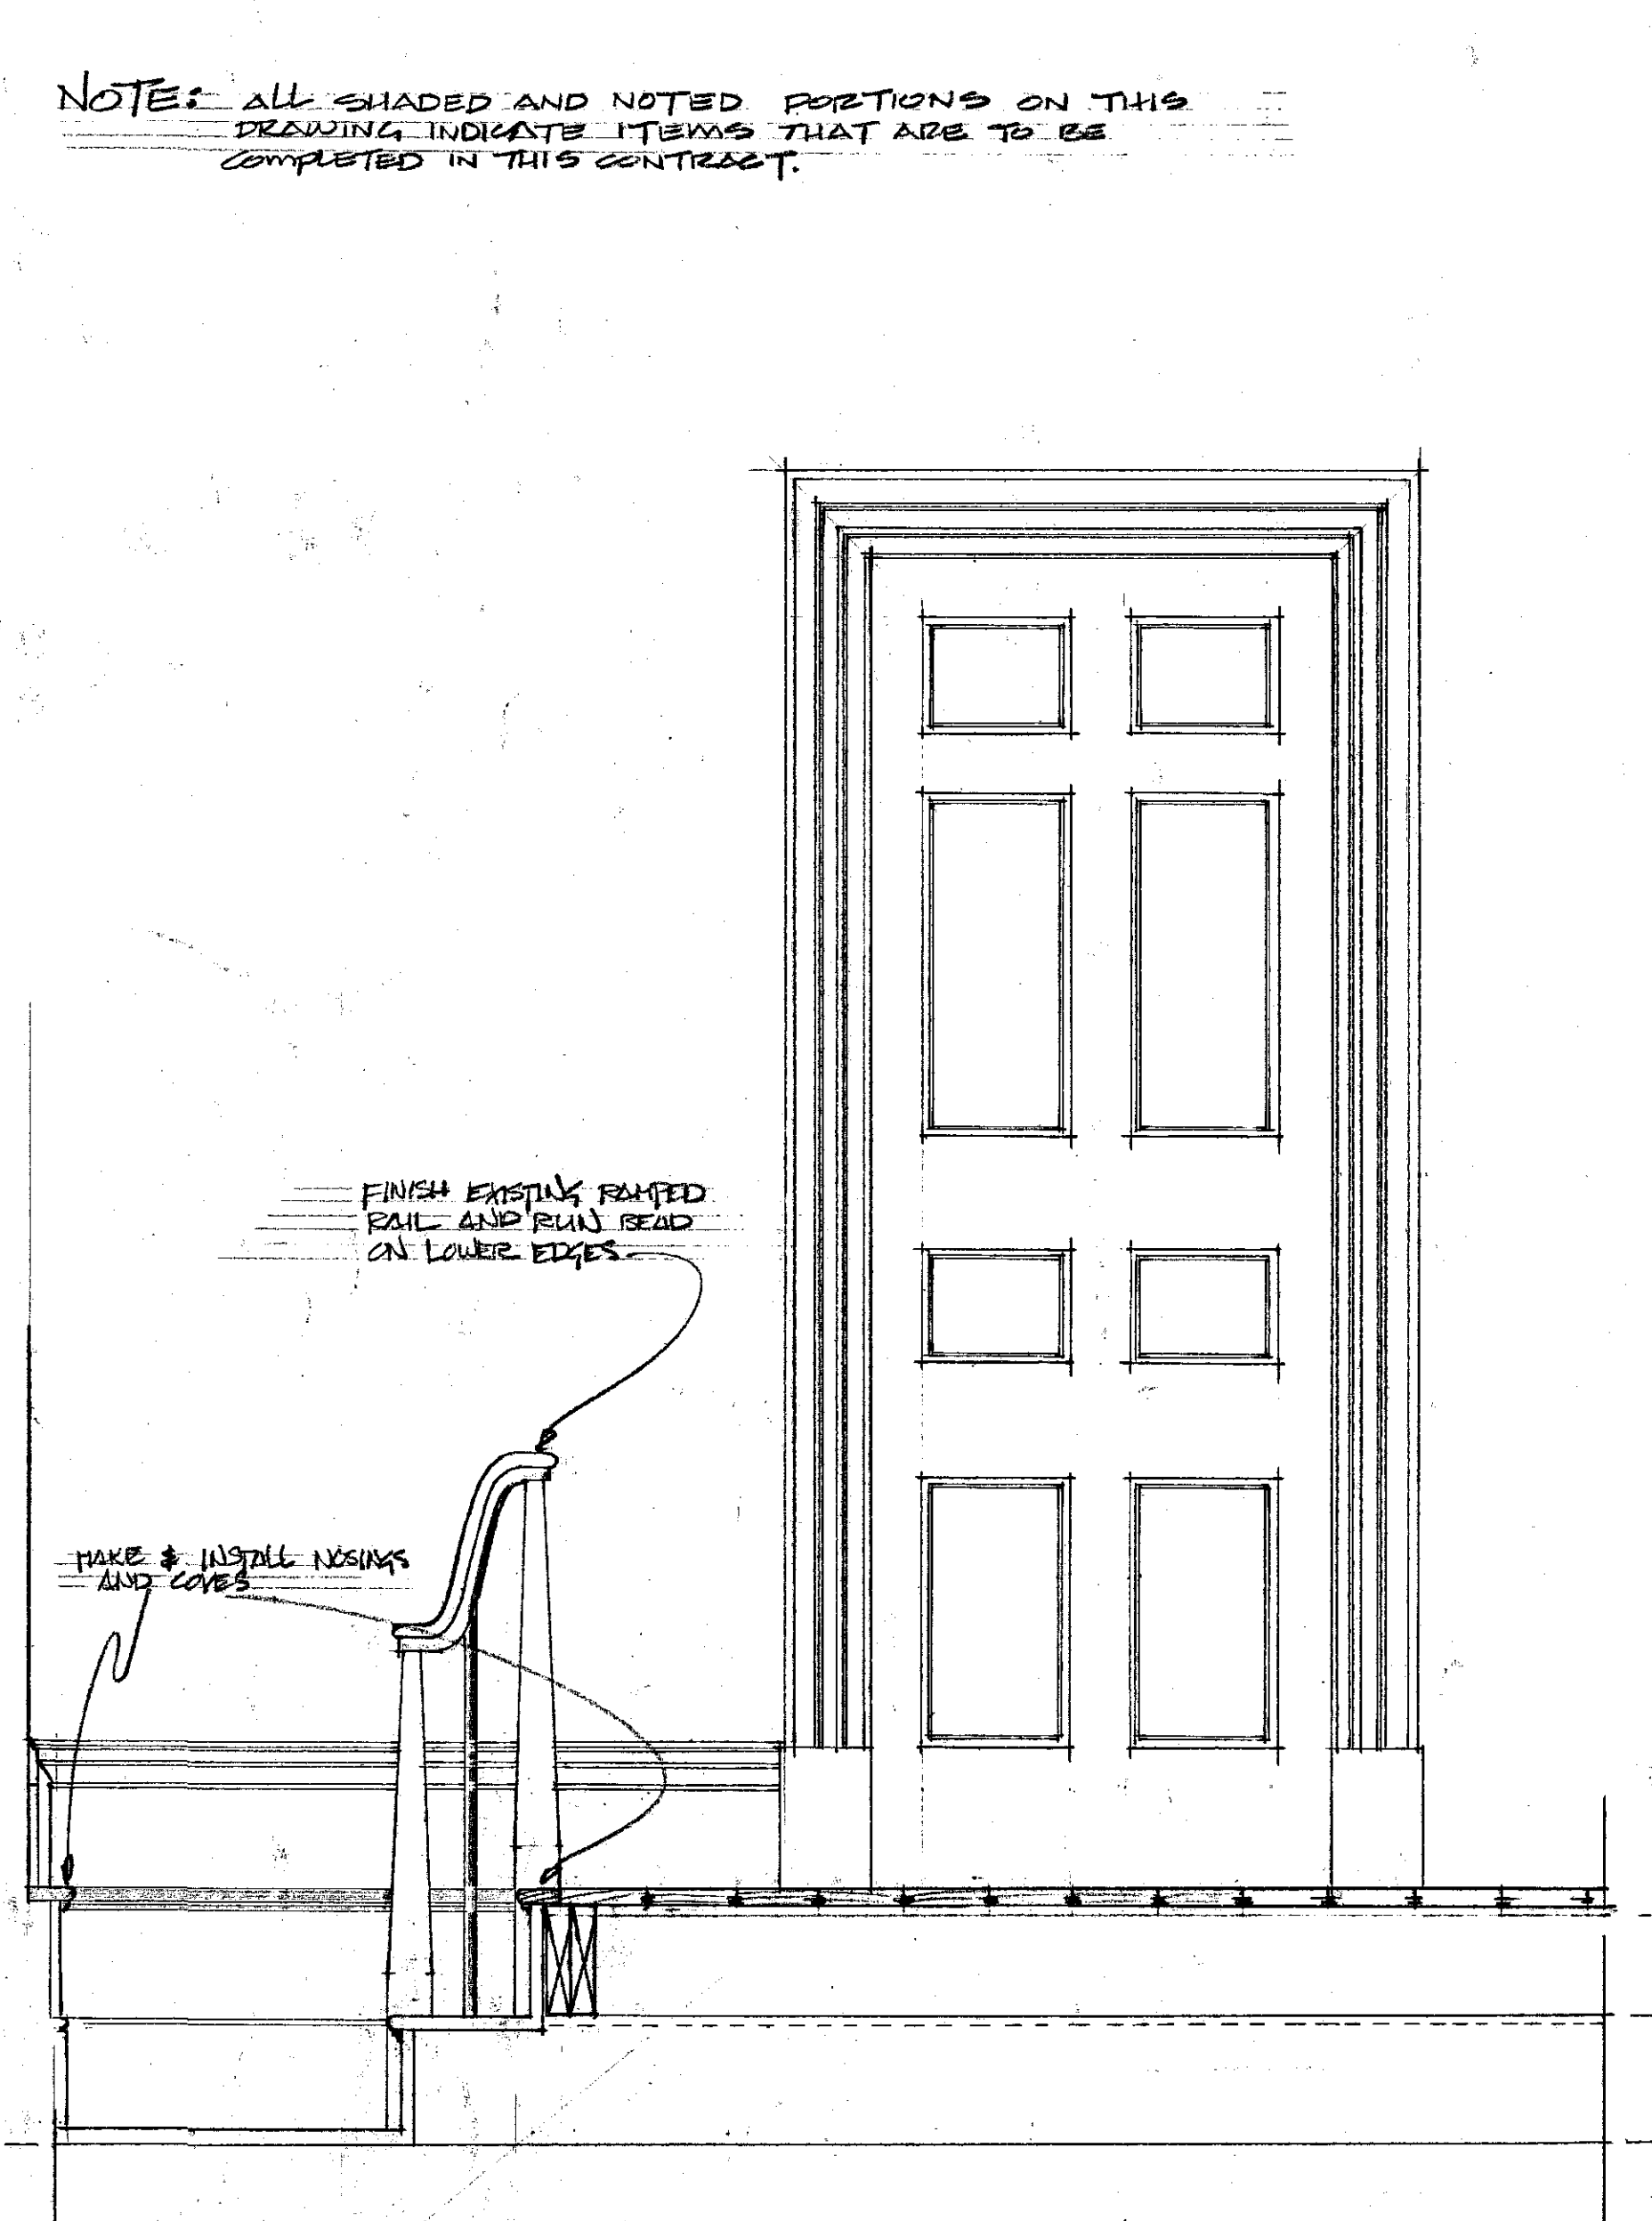 NOTE: ALL SHADED AND NOTED PORTIONS ON THIS
DRAWING INDICATE ITEMS THAT ARE TO BE
COMPLETED IN THIS CONTRACT.
FINISH EXISTING RAMPED
RAIL AND RUN BEAD
ON LOWER EDGES
MAKE & INSTALL NOSINGS
AND COVES